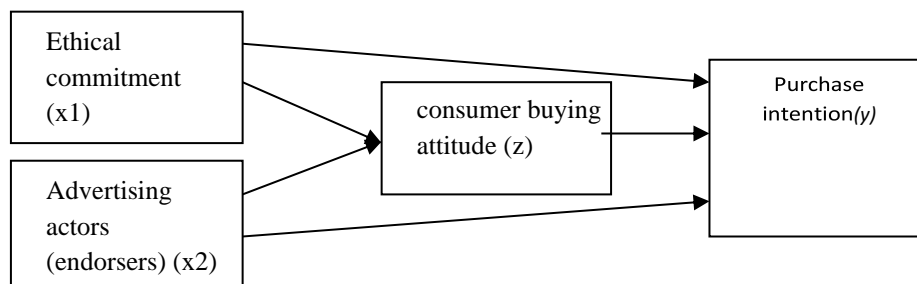 Ethical
commitment
(x1)
consumer buying
attitude (z)
Purchase
intention(y)
Advertising
actors
(endorsers) (x2)